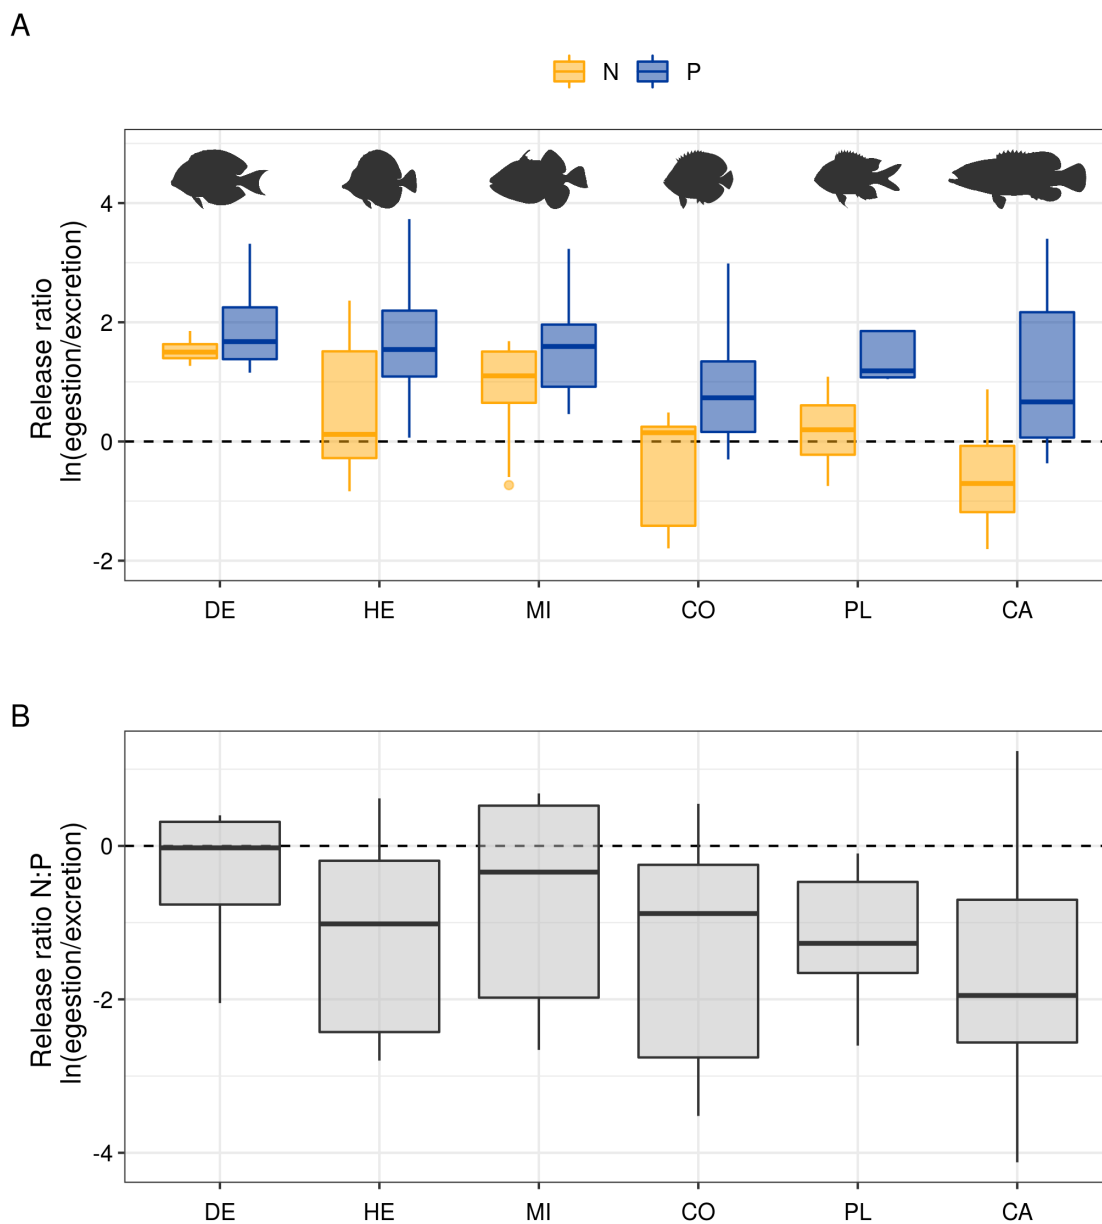 A
N P
Release ratio
ln(egestion/excretion)
4
2
0
-2
DE HE MI CO PL CA
B
Release ratio N:P
ln(egestion/excretion)
0
-2
-4
DE HE MI CO PL CA